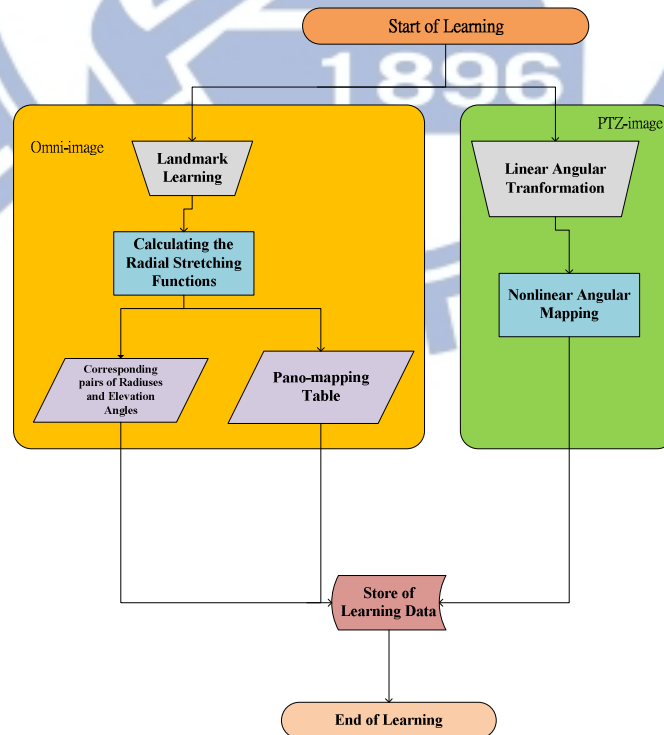 Start of Learning
1896
Omni-image
PTZ-image
Landmark
Learning
Linear Angular
Tranformation
Calculating the
Radial Stretching
Functions
Nonlinear Angular
Mapping
Corresponding
pairs of Radiuses
and Elevation
Angles
Pano-mapping
Table
Store of
Learning Data
End of Learning